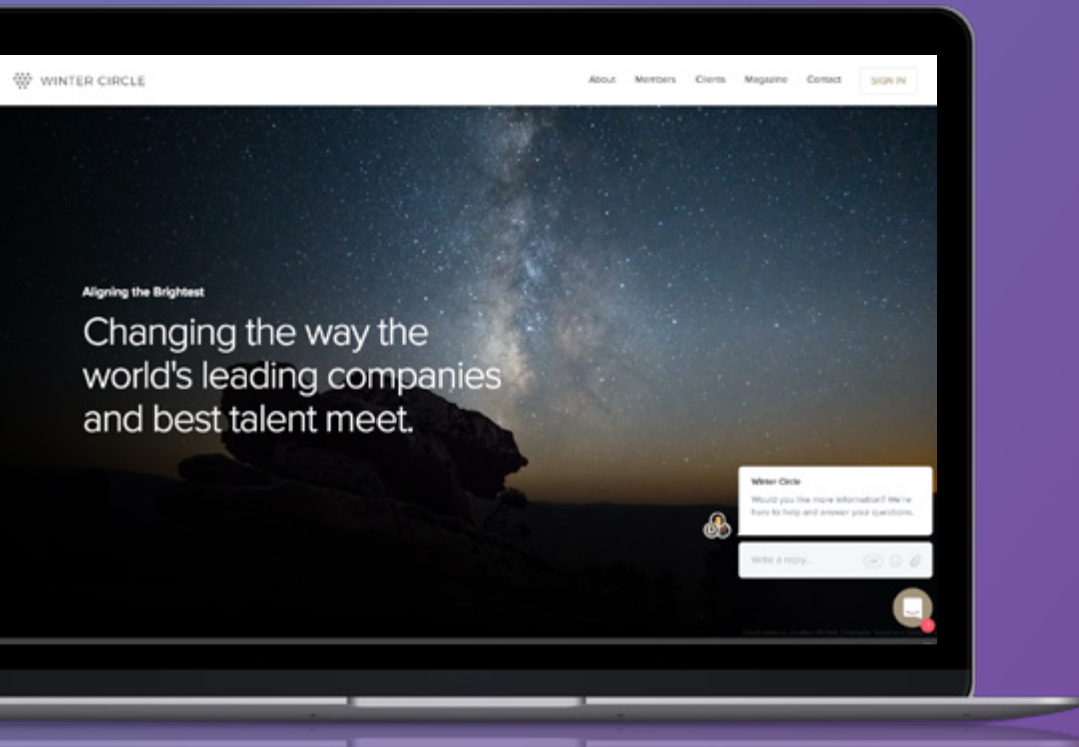 WINTER CIRCLE
About Members Clients Magazine Contact SIGN IN
Aligning the Brightest
Changing the way the
world's leading companies
and best talent meet.
Winter Circle
Would you like more information? We're
here to help and answer your questions.
Write a reply...
GIF